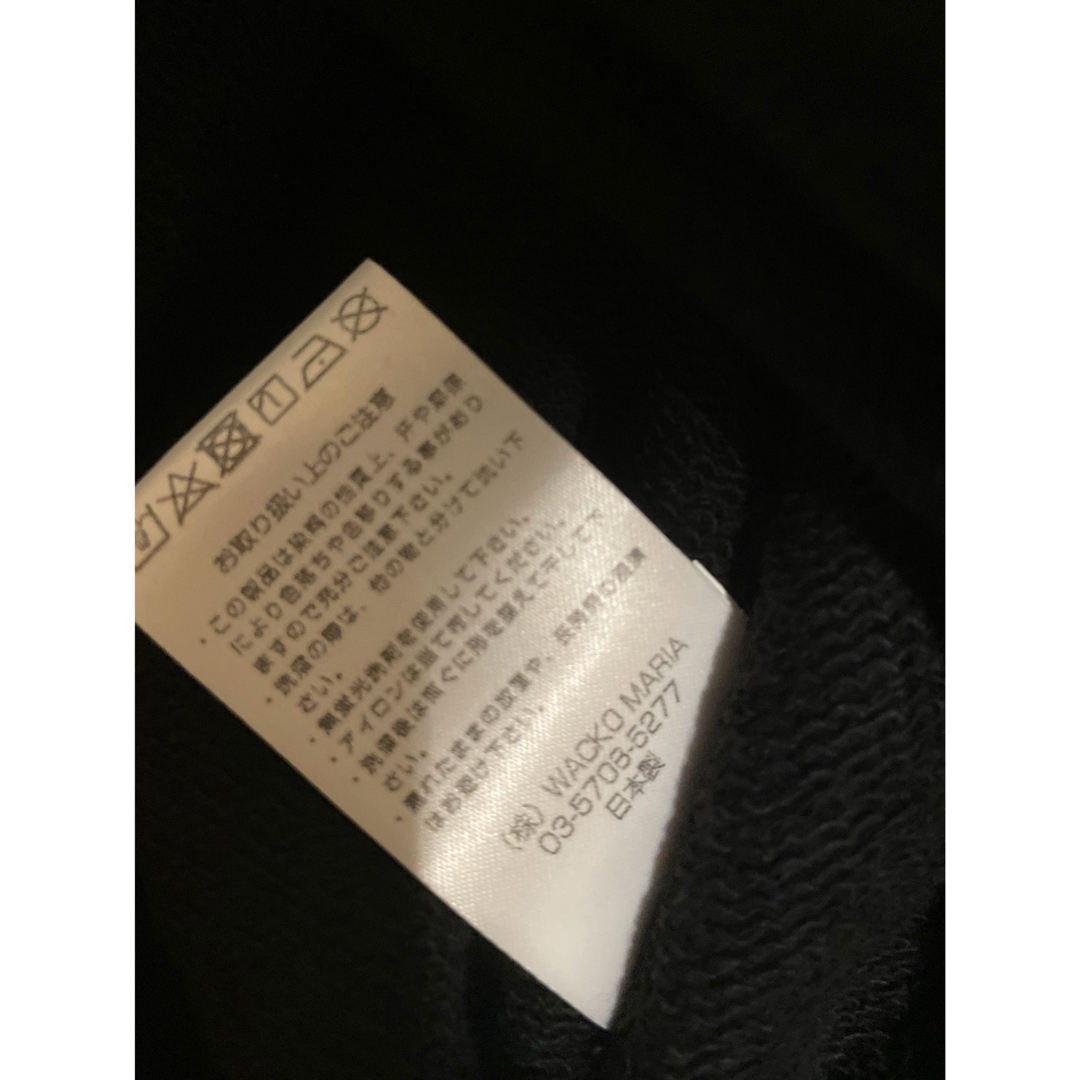 お取り扱い上のご注意
・この製品は染料の性質上、汗や摩擦
により色落ちや色移りする事があり
ますので充分ご注意下さい。
・洗濯の際は、他の物と分けて洗い下
さい。
・無蛍光洗剤を使用して下さい。
・アイロンは当て布してください。
・洗濯後は直ぐに形を整えて干して下
さい。
・濡れたままの放置や、長時間の浸漬
はお避け下さい。
(株) WACKO MARIA
03-5708-5277
日本製